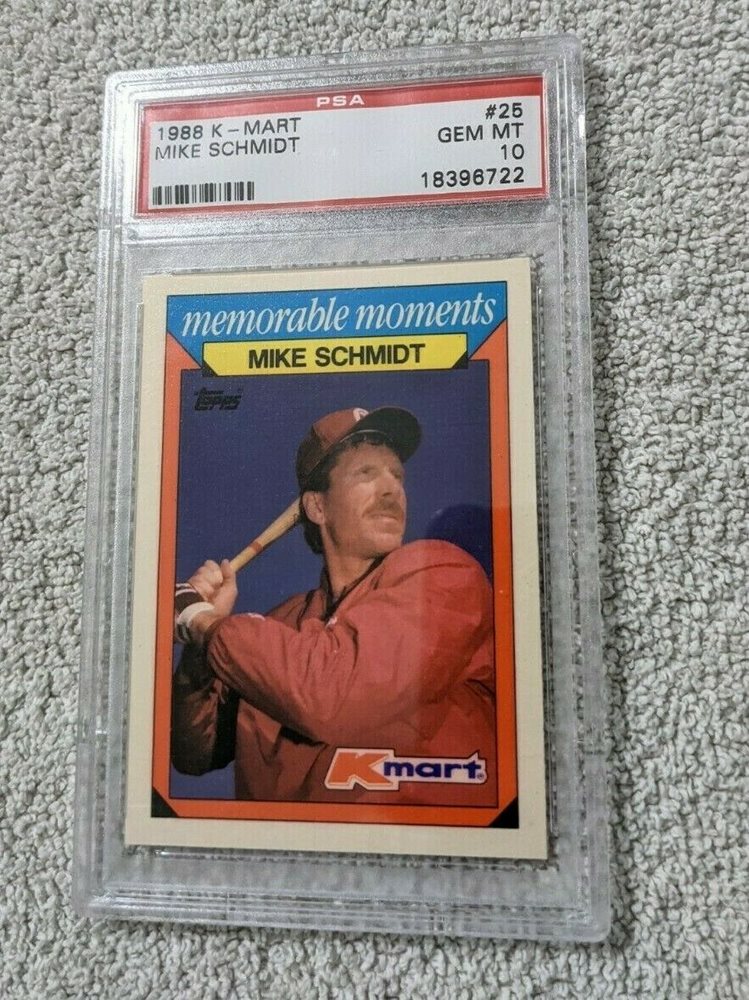 PSA
1988 K-MART #25
MIKE SCHMIDT GEM MT
10
18396722
memorable moments
MIKE SCHMIDT
Topps
Kmart